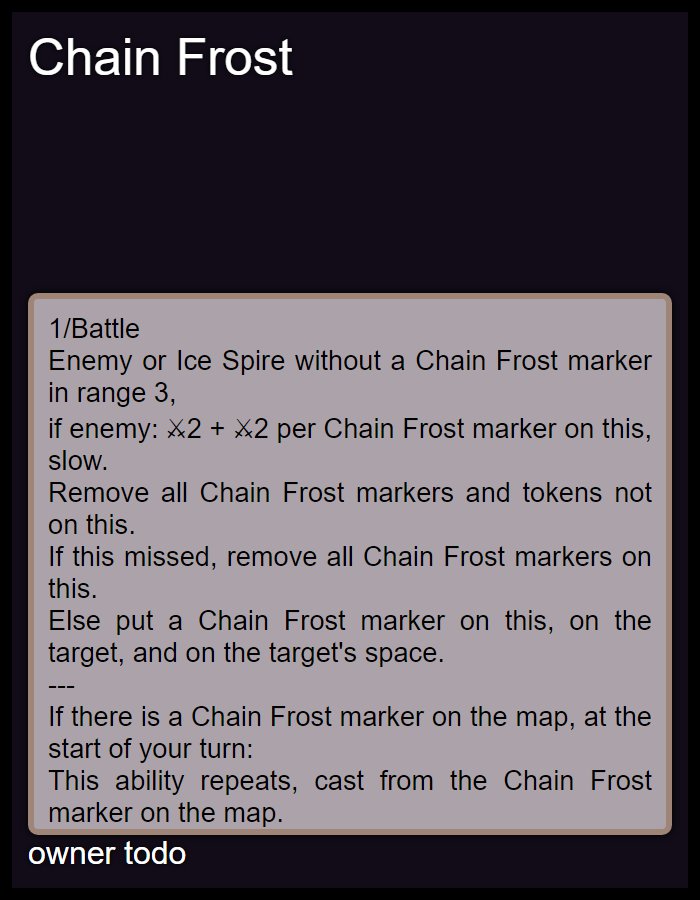 Chain Frost
1/Battle
Enemy or Ice Spire without a Chain Frost marker
in range 3,
if enemy: ⚔2 + ⚔2 per Chain Frost marker on this,
slow.
Remove all Chain Frost markers and tokens not
on this.
If this missed, remove all Chain Frost markers on
this.
Else put a Chain Frost marker on this, on the
target, and on the target's space.
---
If there is a Chain Frost marker on the map, at the
start of your turn:
This ability repeats, cast from the Chain Frost
marker on the map.
owner todo